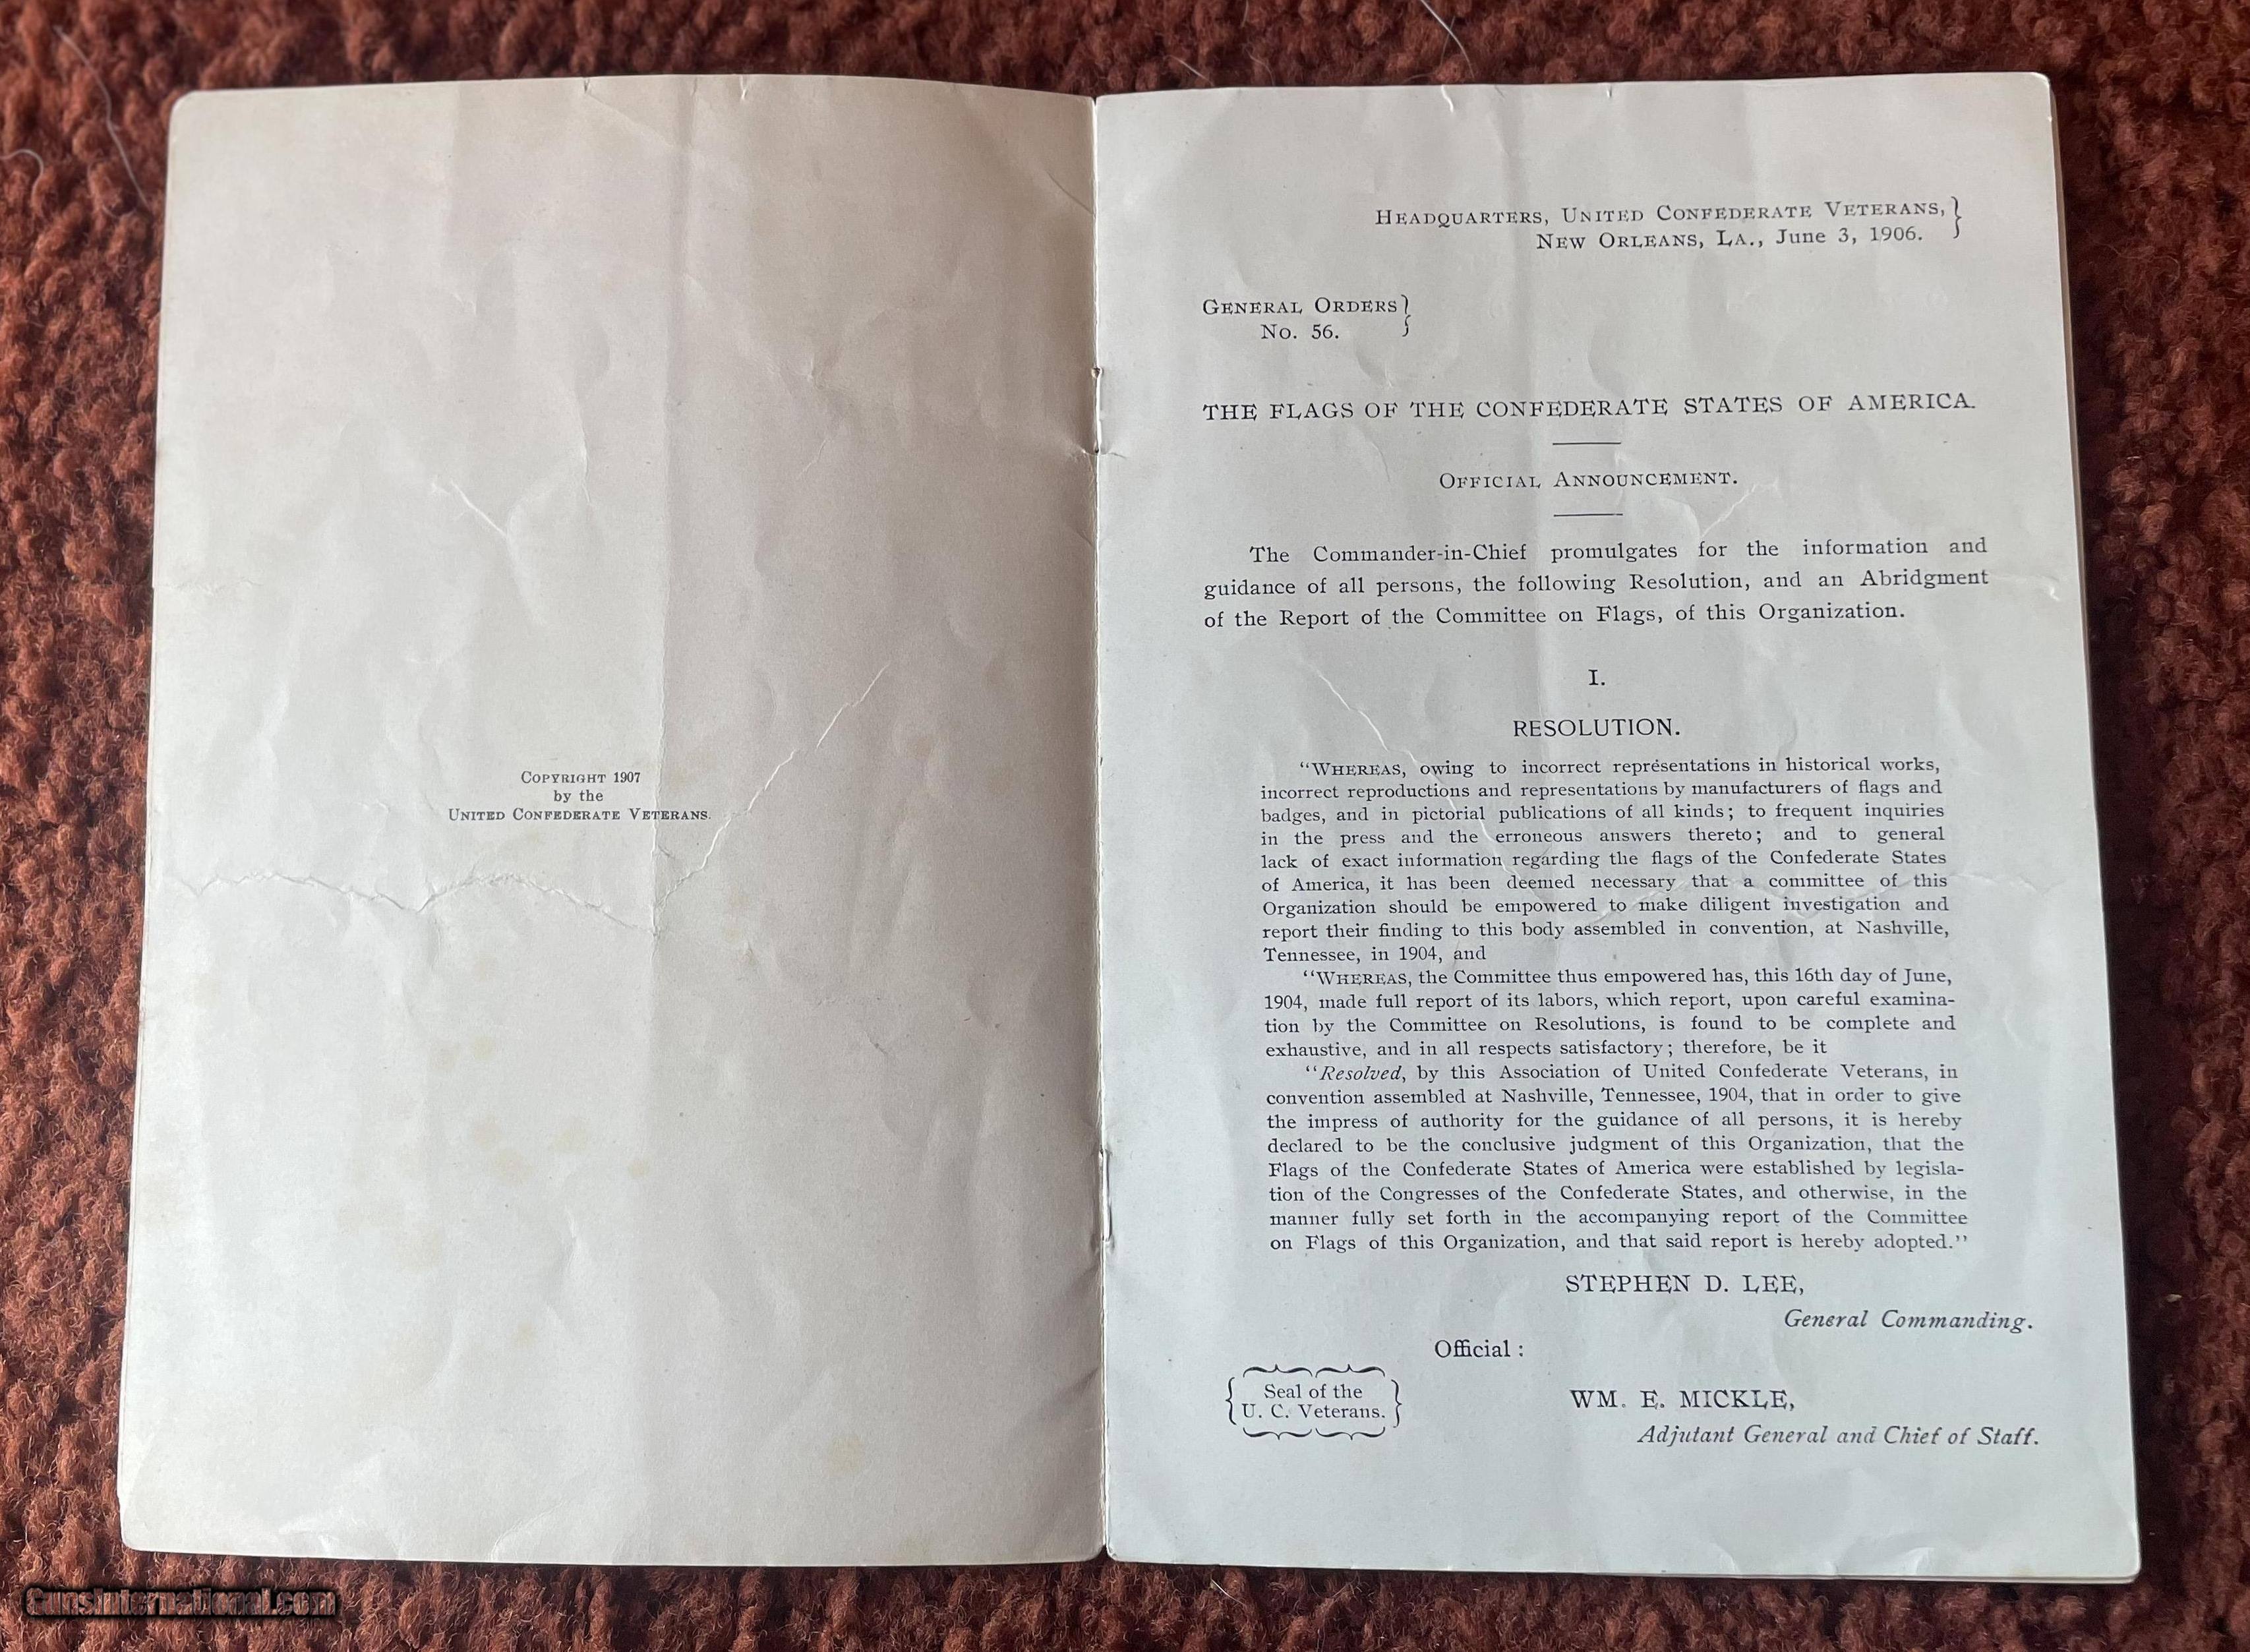 Copyright 1907
by the
United Confederate Veterans.
Headquarters, United Confederate Veterans,
New Orleans, La., June 3, 1906.
General Orders
No. 56.
THE FLAGS OF THE CONFEDERATE STATES OF AMERICA.
Official Announcement.
The Commander-in-Chief promulgates for the information and
guidance of all persons, the following Resolution, and an Abridgment
of the Report of the Committee on Flags, of this Organization.
I.
RESOLUTION.
“Whereas, owing to incorrect representations in historical works,
incorrect reproductions and representations by manufacturers of flags and
badges, and in pictorial publications of all kinds; to frequent inquiries
in the press and the erroneous answers thereto; and to general
lack of exact information regarding the flags of the Confederate States
of America, it has been deemed necessary that a committee of this
Organization should be empowered to make diligent investigation and
report their finding to this body assembled in convention, at Nashville,
Tennessee, in 1904, and
“Whereas, the Committee thus empowered has, this 16th day of June,
1904, made full report of its labors, which report, upon careful examina-
tion by the Committee on Resolutions, is found to be complete and
exhaustive, and in all respects satisfactory; therefore, be it
“Resolved, by this Association of United Confederate Veterans, in
convention assembled at Nashville, Tennessee, 1904, that in order to give
the impress of authority for the guidance of all persons, it is hereby
declared to be the conclusive judgment of this Organization, that the
Flags of the Confederate States of America were established by legisla-
tion of the Congresses of the Confederate States, and otherwise, in the
manner fully set forth in the accompanying report of the Committee
on Flags of this Organization, and that said report is hereby adopted.”
STEPHEN D. LEE,
General Commanding.
Official :
Seal of the
U. C. Veterans.
WM. E. MICKLE,
Adjutant General and Chief of Staff.
GunsInternational.com